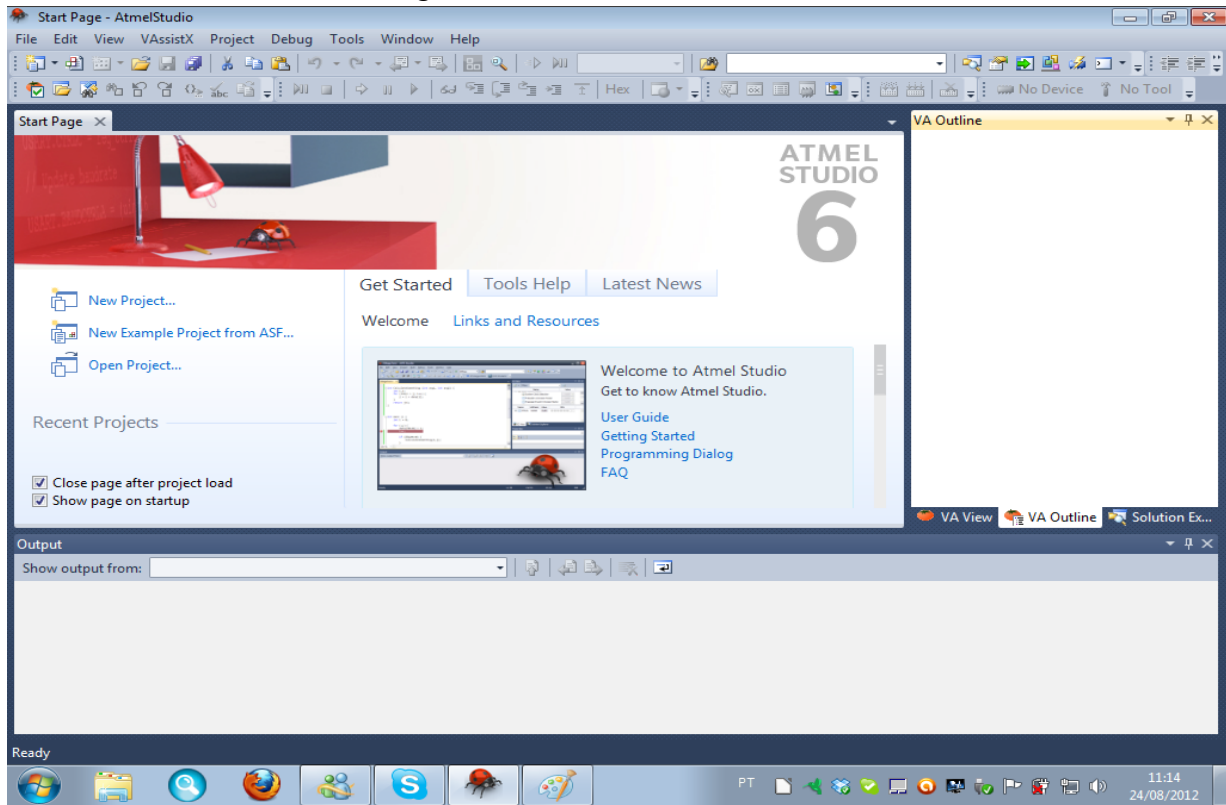 Start Page - AtmelStudio
File Edit View VAssistX Project Debug Tools Window Help
Hex No Device No Tool
Start Page
VA Outline
ATMEL
STUDIO
6
Get Started Tools Help Latest News
New Project...
Welcome Links and Resources
New Example Project from ASF...
Open Project...
Welcome to Atmel Studio
Get to know Atmel Studio.
User Guide
Getting Started
Programming Dialog
FAQ
Recent Projects
Close page after project load
Show page on startup
VA View VA Outline Solution Ex...
Output
Show output from:
Ready
PT
11:14
24/08/2012